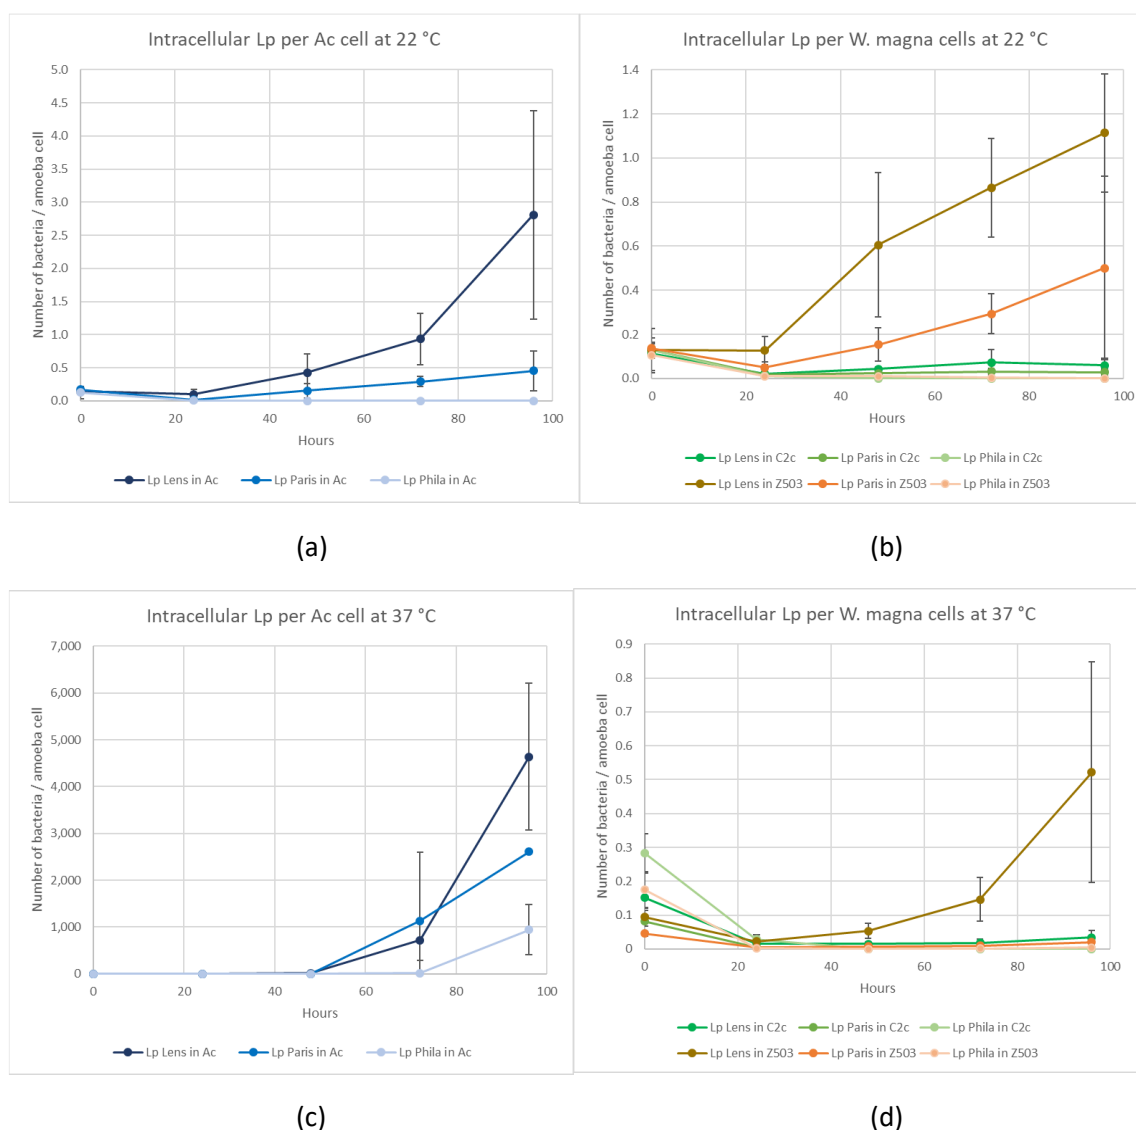 Intracellular Lp per Ac cell at 22 °C
Number of bacteria / amoeba cell
5.0
4.5
4.0
3.5
3.0
2.5
2.0
1.5
1.0
0.5
0.0
0 20 40 60 80 100
Hours
Lp Lens in Ac Lp Paris in Ac Lp Phila in Ac
(a)
Intracellular Lp per W. magna cells at 22 °C
Number of bacteria / amoeba cell
1.4
1.2
1.0
0.8
0.6
0.4
0.2
0.0
0 20 40 60 80 100
Hours
Lp Lens in C2c Lp Paris in C2c Lp Phila in C2c
Lp Lens in Z503 Lp Paris in Z503 Lp Phila in Z503
(b)
Intracellular Lp per Ac cell at 37 °C
Number of bacteria / amoeba cell
7,000
6,000
5,000
4,000
3,000
2,000
1,000
0
0 20 40 60 80 100
Hours
Lp Lens in Ac Lp Paris in Ac Lp Phila in Ac
(c)
Intracellular Lp per W. magna cells at 37 °C
Number of bacteria / amoeba cell
0.9
0.8
0.7
0.6
0.5
0.4
0.3
0.2
0.1
0
0 20 40 60 80 100
Hours
Lp Lens in C2c Lp Paris in C2c Lp Phila in C2c
Lp Lens in Z503 Lp Paris in Z503 Lp Phila in Z503
(d)